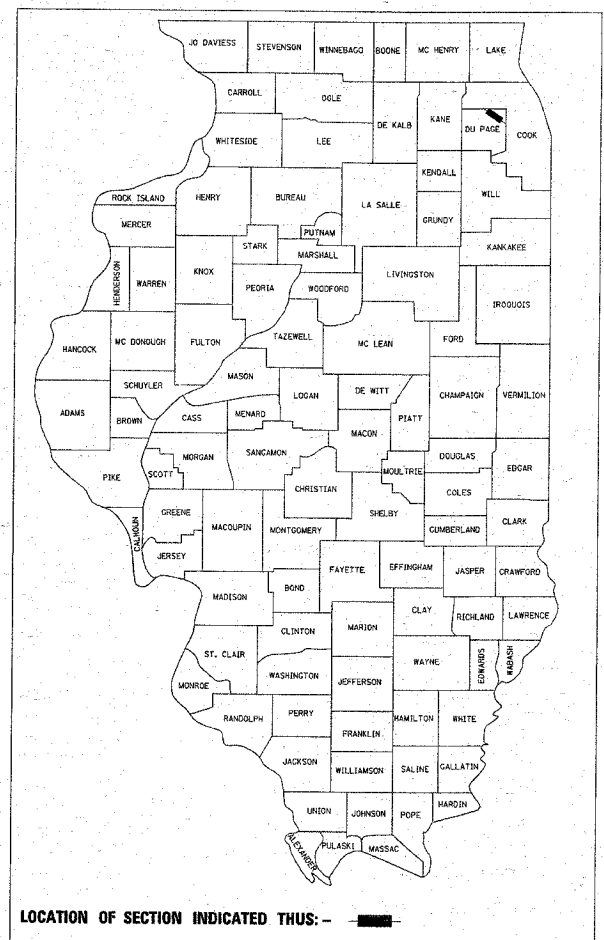 JO DAVIESS STEVENSON WINNEBAGO BOONE MC HENRY LAKE
CARROLL OGLE
DE KALB KANE DU PAGE COOK
WHITESIDE LEE
KENDALL
WILL
ROCK ISLAND HENRY BUREAU LA SALLE
GRUNDY
MERCER
PUTNAM
STARK MARSHALL KANKAKEE
HENDERSON WARREN KNOX LIVINGSTON
PEORIA WOODFORD IROQUOIS
TAZEWELL FORD
HANCOCK MC DONOUGH FULTON MC LEAN
MASON
SCHUYLER DE WITT
LOGAN CHAMPAIGN VERMILION
ADAMS BROWN CASS MENARD PIATT
MACON
MORGAN SANGAMON DOUGLAS
PIKE SCOTT MOULTRIE EDGAR
CHRISTIAN COLES
GREENE SHELBY
CALHOUN MACOUPIN MONTGOMERY CUMBERLAND CLARK
JERSEY
FAYETTE EFFINGHAM JASPER CRAWFORD
MADISON BOND
CLAY RICHLAND LAWRENCE
CLINTON MARION
ST. CLAIR WAYNE EDWARDS WABASH
WASHINGTON JEFFERSON
MONROE
RANDOLPH PERRY HAMILTON WHITE
FRANKLIN
JACKSON WILLIAMSON SALINE GALLATIN
HARDIN
UNION JOHNSON POPE
ALEXANDER PULASKI MASSAC
LOCATION OF SECTION INDICATED THUS:-